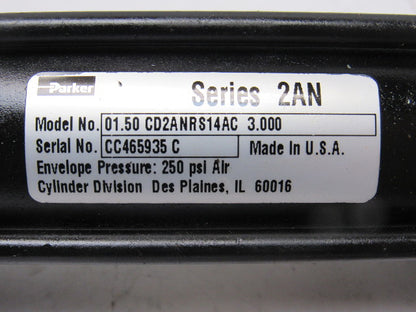 Parker
Series 2AN
Model No. 01.50 CD2ANRS14AC 3.000
Serial No. CC465935 C Made In U.S.A.
Envelope Pressure: 250 psi Air
Cylinder Division Des Plaines, IL 60016